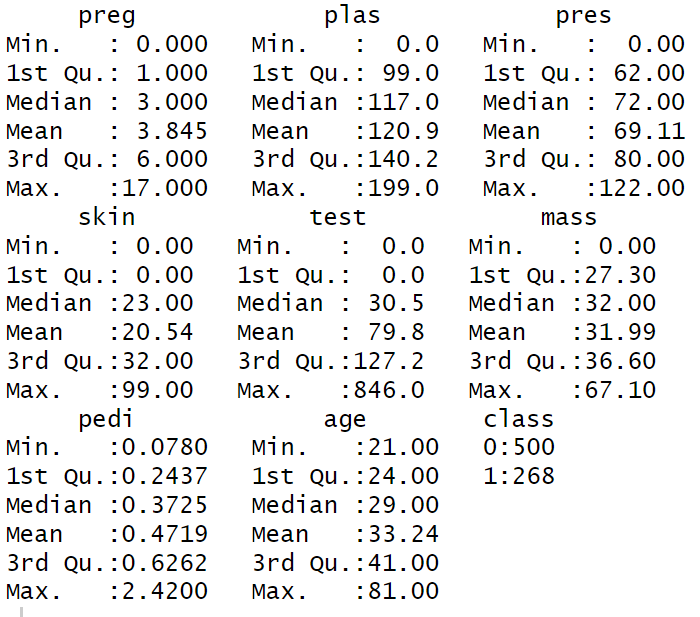 preg             plas            pres
Min.   : 0.000   Min.   :  0.0   Min.   :  0.00
1st Qu.: 1.000   1st Qu.: 99.0   1st Qu.: 62.00
Median : 3.000   Median :117.0   Median : 72.00
Mean   : 3.845   Mean   :120.9   Mean   : 69.11
3rd Qu.: 6.000   3rd Qu.:140.2   3rd Qu.: 80.00
Max.   :17.000   Max.   :199.0   Max.   :122.00
     skin            test            mass
Min.   : 0.00   Min.   :  0.0   Min.   : 0.00
1st Qu.: 0.00   1st Qu.:  0.0   1st Qu.:27.30
Median :23.00   Median : 30.5   Median :32.00
Mean   :20.54   Mean   : 79.8   Mean   :31.99
3rd Qu.:32.00   3rd Qu.:127.2   3rd Qu.:36.60
Max.   :99.00   Max.   :846.0   Max.   :67.10
     pedi             age        class
Min.   :0.0780   Min.   :21.00   0:500
1st Qu.:0.2437   1st Qu.:24.00   1:268
Median :0.3725   Median :29.00
Mean   :0.4719   Mean   :33.24
3rd Qu.:0.6262   3rd Qu.:41.00
Max.   :2.4200   Max.   :81.00